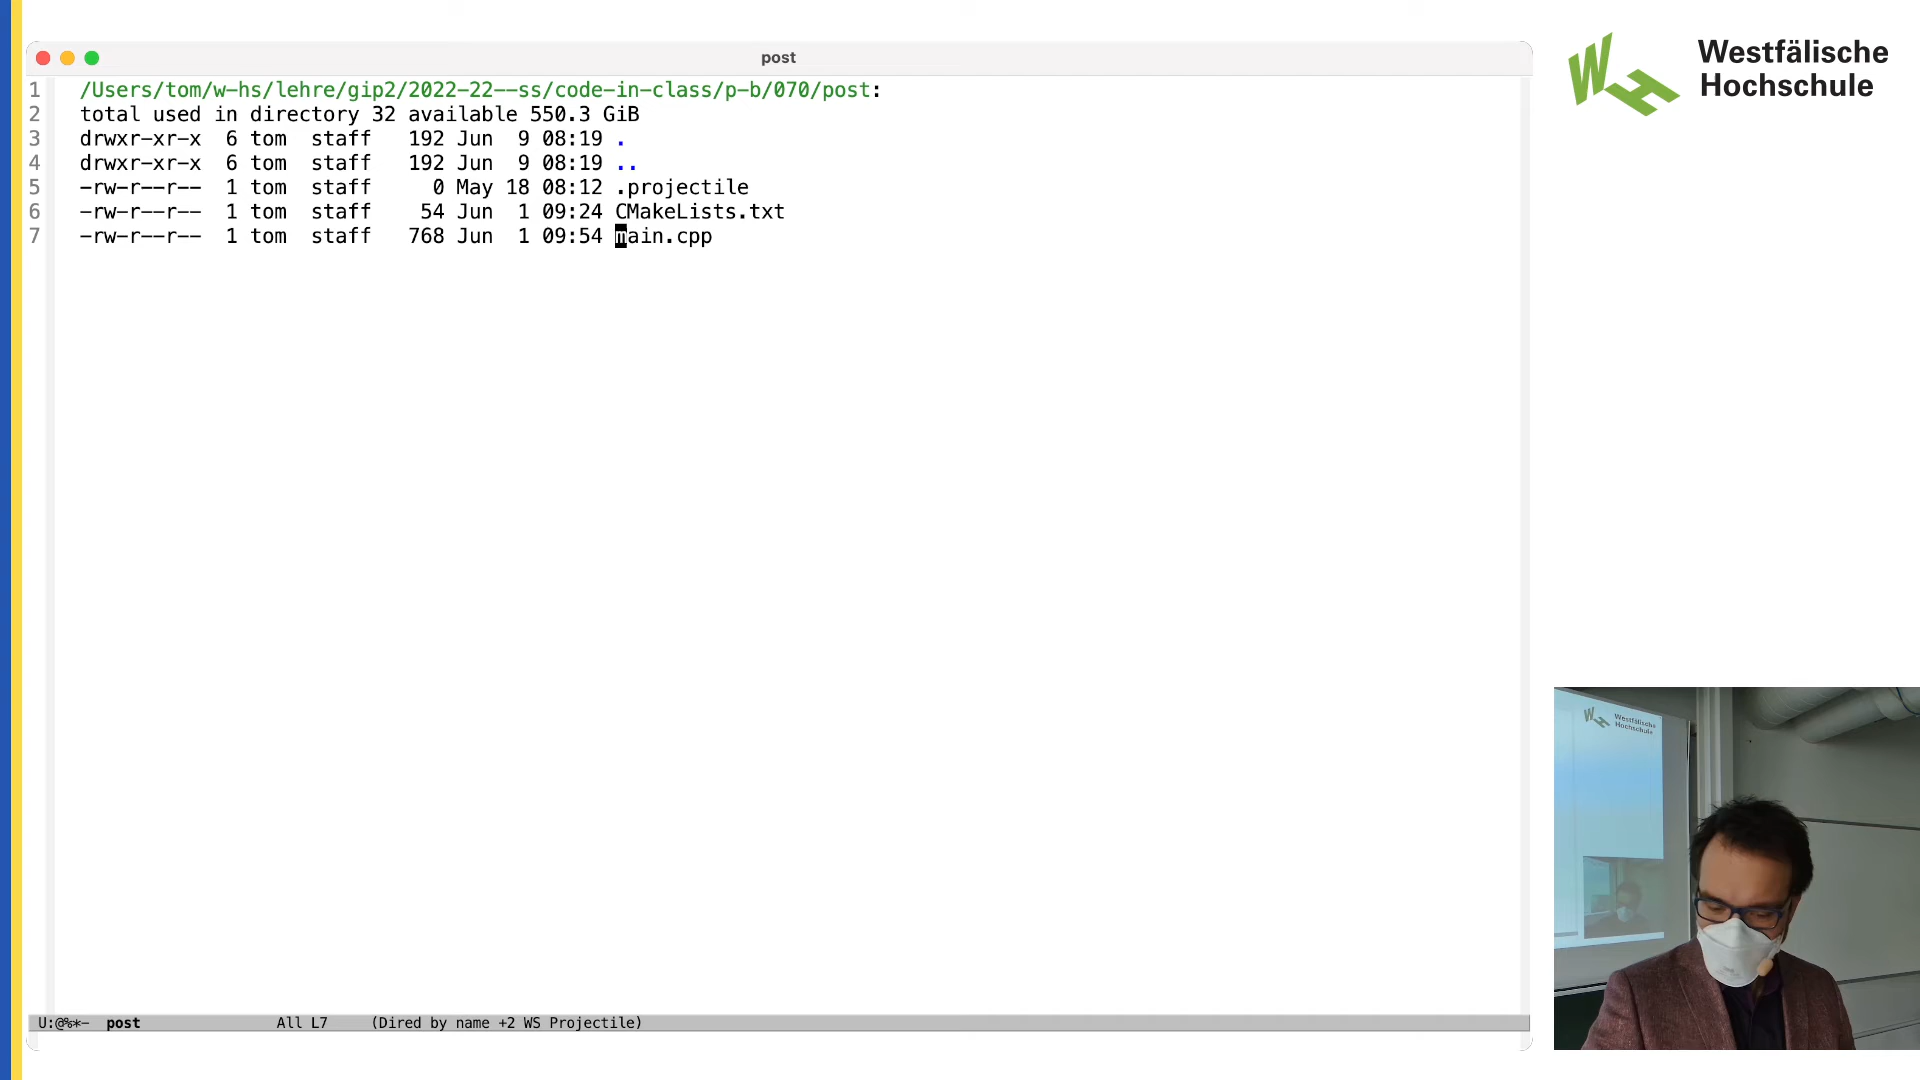 post
1 /Users/tom/w-hs/lehre/gip2/2022-22--ss/code-in-class/p-b/070/post:
2 total used in directory 32 available 550.3 GiB
3 drwxr-xr-x 6 tom staff 192 Jun 9 08:19 .
4 drwxr-xr-x 6 tom staff 192 Jun 9 08:19 ..
5 -rw-r--r-- 1 tom staff 0 May 18 08:12 .projectile
6 -rw-r--r-- 1 tom staff 54 Jun 1 09:24 CMakeLists.txt
7 -rw-r--r-- 1 tom staff 768 Jun 1 09:54 main.cpp
U:@%*- post All L7 (Dired by name +2 WS Projectile)
Westfälische
Hochschule
Westfälische
Hochschule